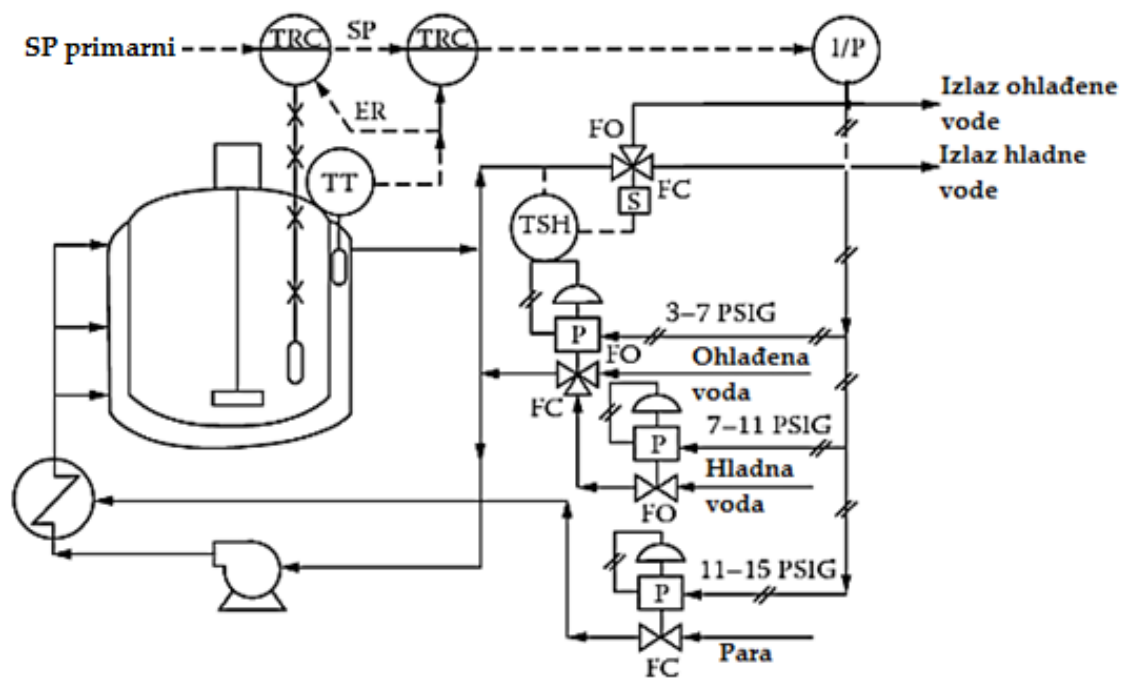 SP primarni
TRC
SP
TRC
1/P
Izlaz ohlađene
vode
ER
FO
Izlaz hladne
vode
TT
FC
S
TSH
3–7 PSIG
P
FO
Ohlađena
voda
FC
7–11 PSIG
P
Hladna
voda
FO
11–15 PSIG
P
FC
Para